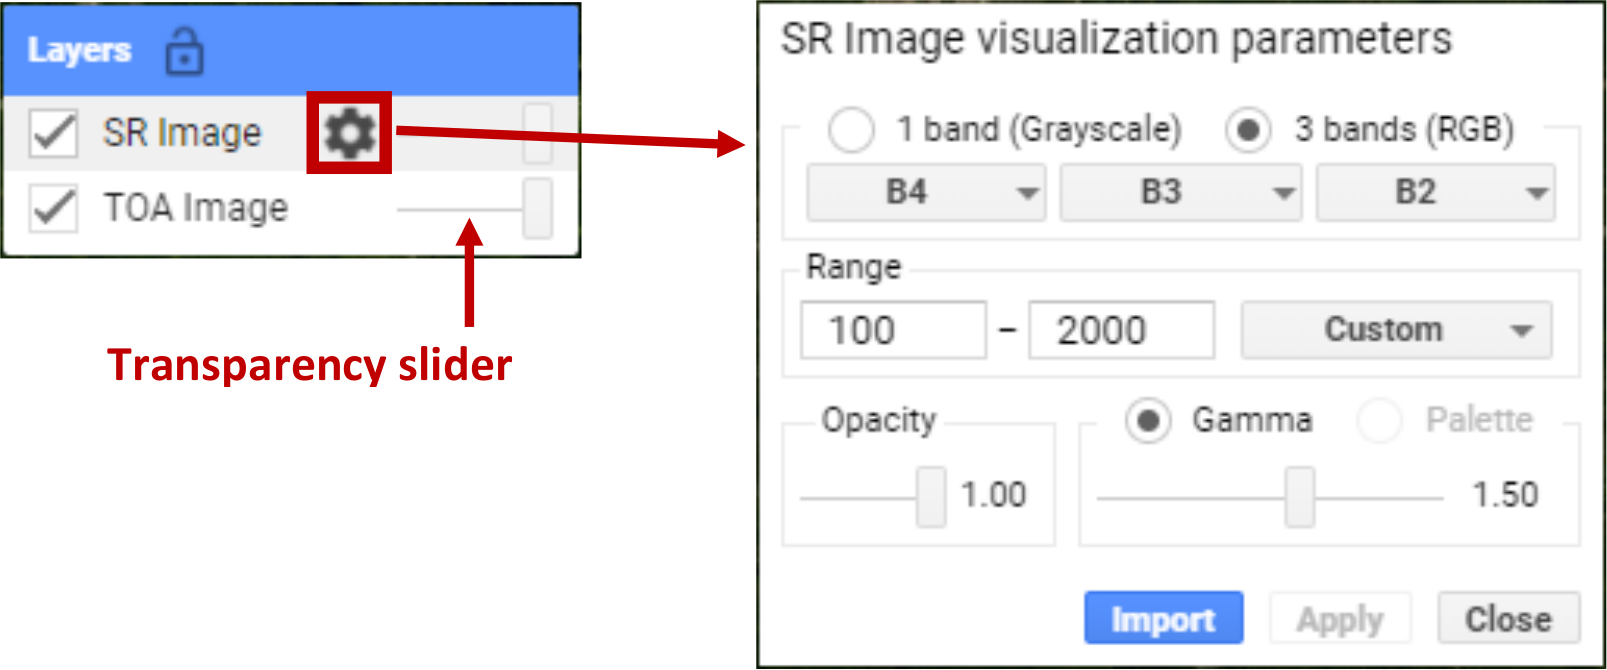 Layers
SR Image
TOA Image
Transparency slider
SR Image visualization parameters
1 band (Grayscale) 3 bands (RGB)
B4 B3 B2
Range
100 – 2000 Custom
Opacity Gamma Palette
1.00 1.50
Import Apply Close